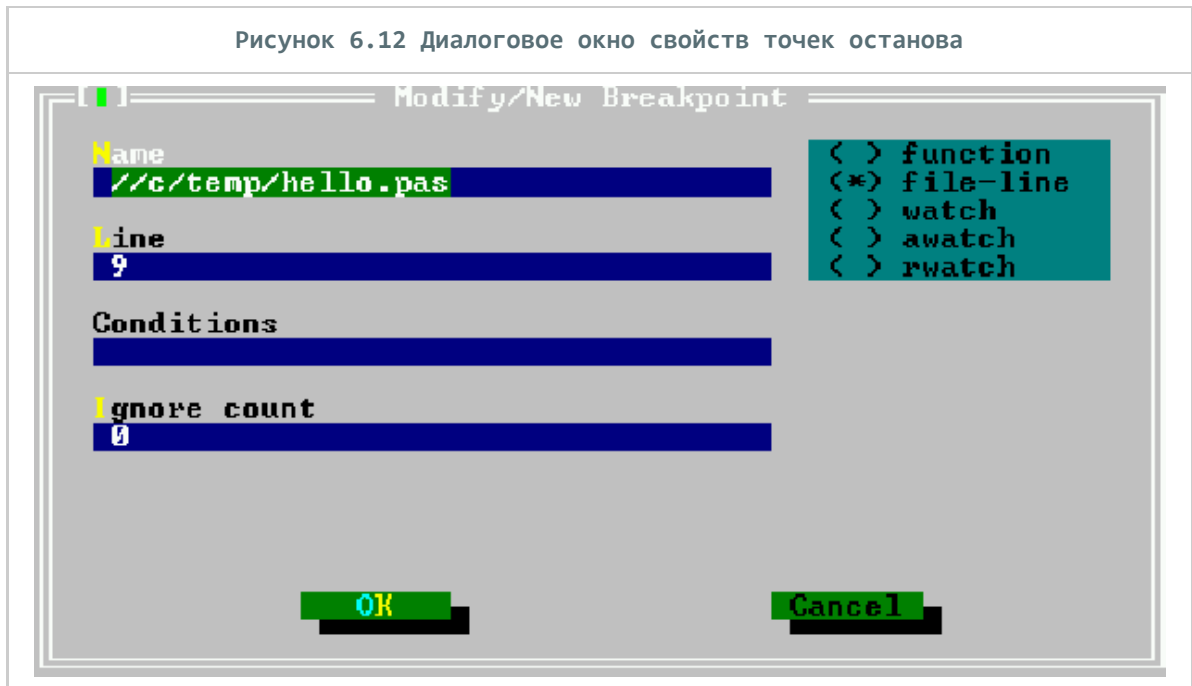 Рисунок 6.12 Диалоговое окно свойств точек останова
Modify/New Breakpoint
Name
//c/temp/hello.pas
Line
9
Conditions
Ignore count
0
( ) function
(*) file-line
( ) watch
( ) awatch
( ) rwatch
OK
Cancel